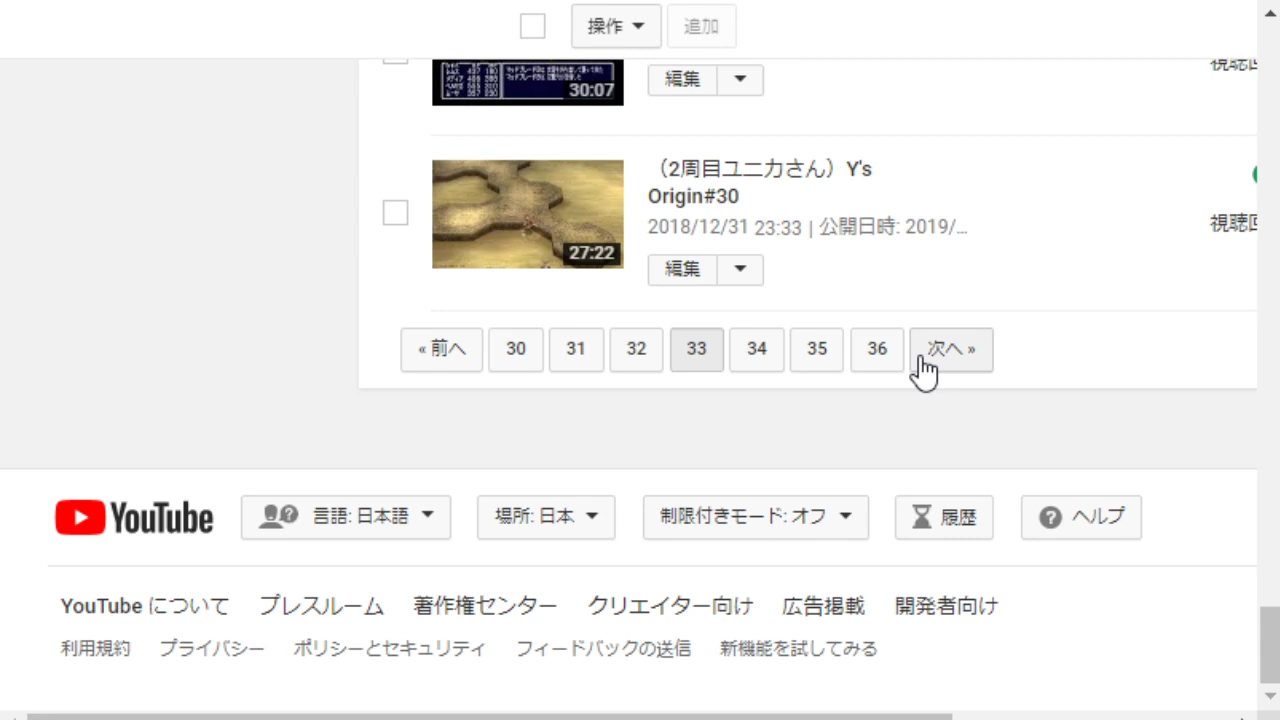 操作
追加
30:07
編集
視聴回
（2周目ユニカさん）Y's
Origin#30
2018/12/31 23:33 | 公開日時: 2019/...
27:22
視聴回
編集
« 前へ 30 31 32 33 34 35 36 次へ »
YouTube 言語: 日本語 場所: 日本 制限付きモード: オフ 履歴 ヘルプ
YouTube について プレスルーム 著作権センター クリエイター向け 広告掲載 開発者向け
利用規約 プライバシー ポリシーとセキュリティ フィードバックの送信 新機能を試してみる